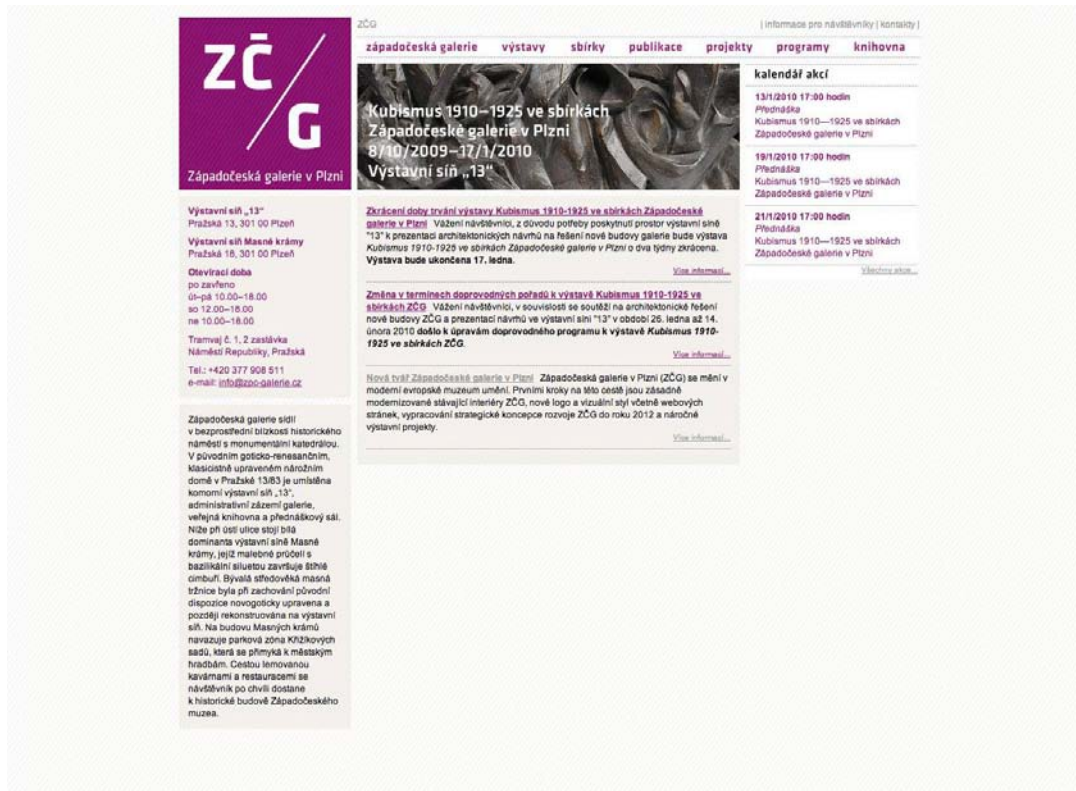 ZČ
G
Západočeská galerie v Plzni
ZČG
| informace pro návštěvníky | kontakty |
západočeská galerie výstavy sbírky publikace projekty programy knihovna
Kubismus 1910–1925 ve sbírkách
Západočeské galerie v Plzni
8/10/2009–17/1/2010
Výstavní síň „13“
kalendář akcí
13/1/2010 17:00 hodin
Přednáška
Kubismus 1910—1925 ve sbírkách
Západočeské galerie v Plzni
19/1/2010 17:00 hodin
Přednáška
Kubismus 1910—1925 ve sbírkách
Západočeské galerie v Plzni
21/1/2010 17:00 hodin
Přednáška
Kubismus 1910—1925 ve sbírkách
Západočeské galerie v Plzni
Všechny akce...
Výstavní síň „13“
Pražská 13, 301 00 Plzeň
Výstavní síň Masné krámy
Pražská 18, 301 00 Plzeň
Otevírací doba
po zavřeno
út–pá 10.00–18.00
so 12.00–18.00
ne 10.00–18.00
Tramvaj č. 1, 2 zastávka
Náměstí Republiky, Pražská
Tel.: +420 377 908 511
e-mail: info@zpc-galerie.cz
Západočeská galerie sídlí
v bezprostřední blízkosti historického
náměstí s monumentální katedrálou.
V původním goticko-renesančním,
klasicistně upraveném nárožním
domě v Pražské 13/83 je umístěna
komorní výstavní síň „13“,
administrativní zázemí galerie,
veřejná knihovna a přednáškový sál.
Níže při ústí ulice stojí bílá
dominanta výstavní síně Masné
krámy, jejíž malebné průčelí s
bazilikální siluetou završuje štíhlé
cimbuří. Bývalá středověká masná
tržnice byla při zachování původní
dispozice novogoticky upravena a
později rekonstruována na výstavní
síň. Na budovu Masných krámů
navazuje parková zóna Křižíkových
sadů, která se přimyká k městským
hradbám. Cestou lemovanou
kavárnami a restauracemi se
návštěvník po chvíli dostane
k historické budově Západočeského
muzea.
Zkrácení doby trvání výstavy Kubismus 1910-1925 ve sbírkách Západočeské
galerie v Plzni Vážení návštěvníci, z důvodu potřeby poskytnutí prostor výstavní síně
"13" k prezentaci architektonických návrhů na řešení nové budovy galerie bude výstava
Kubismus 1910-1925 ve sbírkách Západočeské galerie v Plzni o dva týdny zkrácena.
Výstava bude ukončena 17. ledna.
Více informací...
Změna v termínech doprovodných pořadů k výstavě Kubismus 1910-1925 ve
sbírkách ZČG Vážení návštěvníci, v souvislosti se soutěží na architektonické řešení
nové budovy ZČG a prezentací návrhů ve výstavní síni "13" v období 26. ledna až 14.
února 2010 došlo k úpravám doprovodného programu k výstavě Kubismus 1910-
1925 ve sbírkách ZČG.
Více informací...
Nová tvář Západočeské galerie v Plzni Západočeská galerie v Plzni (ZČG) se mění v
moderní evropské muzeum umění. Prvními kroky na této cestě jsou zásadně
modernizované stávající interiéry ZČG, nové logo a vizuální styl včetně webových
stránek, vypracování strategické koncepce rozvoje ZČG do roku 2012 a náročné
výstavní projekty.
Více informací...